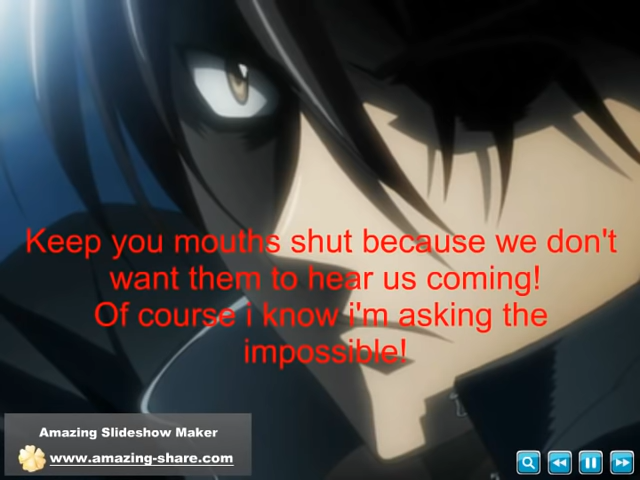 Keep you mouths shut because we don't
want them to hear us coming!
Of course i know i'm asking the
impossible!
Amazing Slideshow Maker
www.amazing-share.com